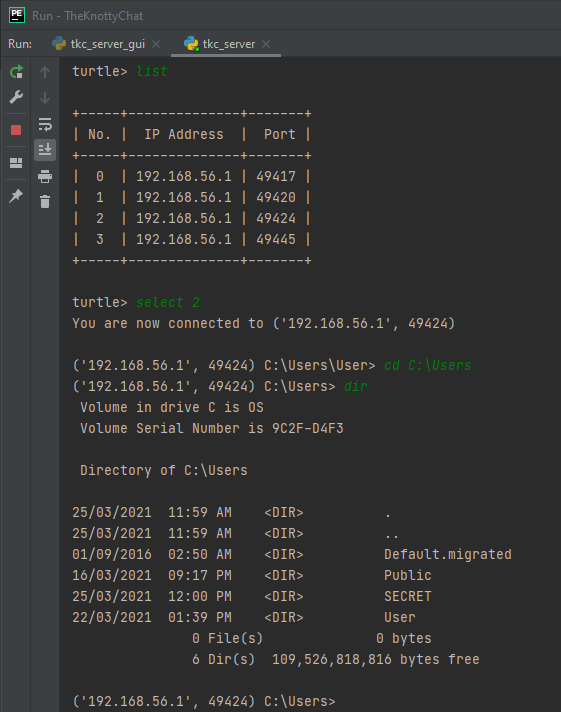 Run - TheKnottyChat
Run: tkc_server_gui × tkc_server ×
turtle> list
+-----+--------------+-------+
| No. |  IP Address  |  Port |
+-----+--------------+-------+
|  0  | 192.168.56.1 | 49417 |
|  1  | 192.168.56.1 | 49420 |
|  2  | 192.168.56.1 | 49424 |
|  3  | 192.168.56.1 | 49445 |
+-----+--------------+-------+
turtle> select 2
You are now connected to ('192.168.56.1', 49424)
('192.168.56.1', 49424) C:\Users\User> cd C:\Users
('192.168.56.1', 49424) C:\Users> dir
 Volume in drive C is OS
 Volume Serial Number is 9C2F-D4F3
 Directory of C:\Users
25/03/2021  11:59 AM    <DIR>          .
25/03/2021  11:59 AM    <DIR>          ..
01/09/2016  02:50 AM    <DIR>          Default.migrated
16/03/2021  09:17 PM    <DIR>          Public
25/03/2021  12:00 PM    <DIR>          SECRET
22/03/2021  01:39 PM    <DIR>          User
               0 File(s)              0 bytes
               6 Dir(s)  109,526,818,816 bytes free
('192.168.56.1', 49424) C:\Users>